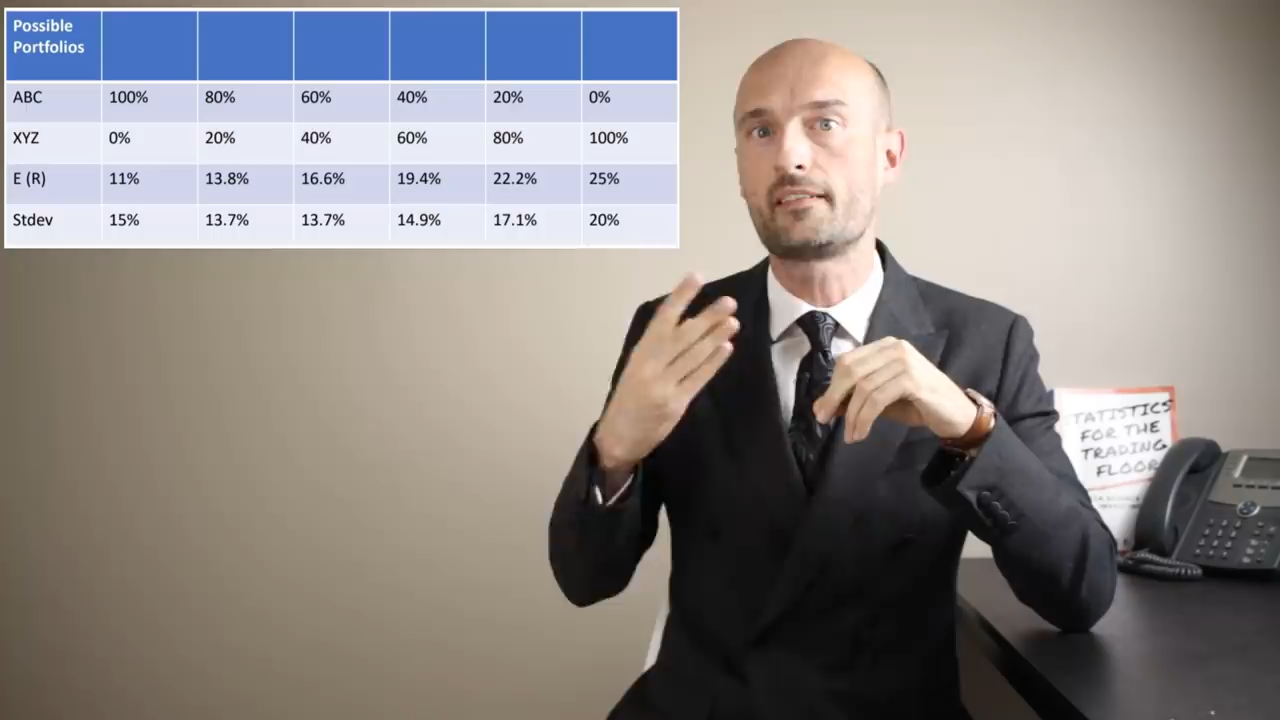 Possible
Portfolios
ABC 100% 80% 60% 40% 20% 0%
XYZ 0% 20% 40% 60% 80% 100%
E (R) 11% 13.8% 16.6% 19.4% 22.2% 25%
Stdev 15% 13.7% 13.7% 14.9% 17.1% 20%
STATISTICS
FOR THE
TRADING
FLOOR